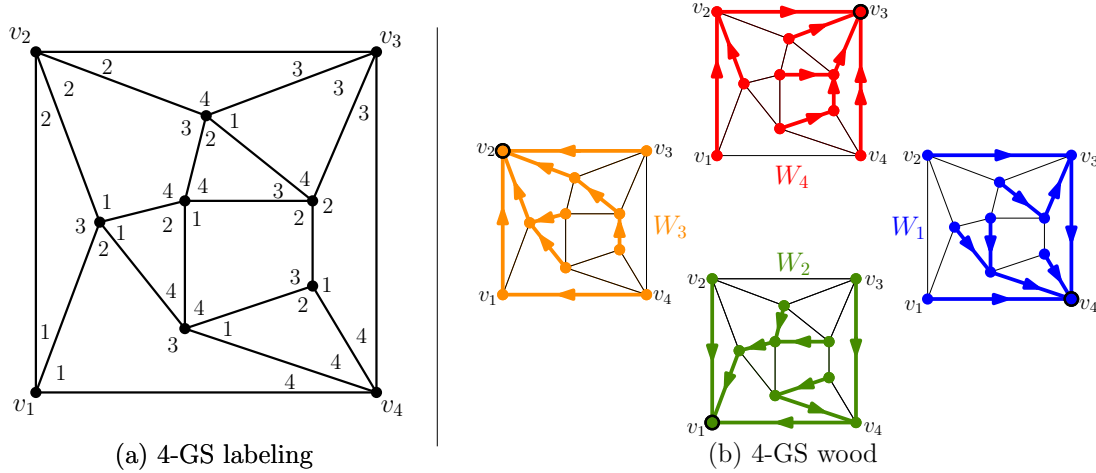 v₂ v₃
2 3
2 3
4
2 3 1
2
4 4 3 4
1
2
3 1 2 1 2
2
3 1
4 2
4
1 1
3 4
4
1 4
v₁ v₄
(a) 4-GS labeling
v₂ v₃
v₁ W₄ v₄
v₂ v₃
W₃
v₁ v₄
v₂ v₃
W₁
v₁ v₄
W₂
v₂ v₃
v₁ v₄
(b) 4-GS wood